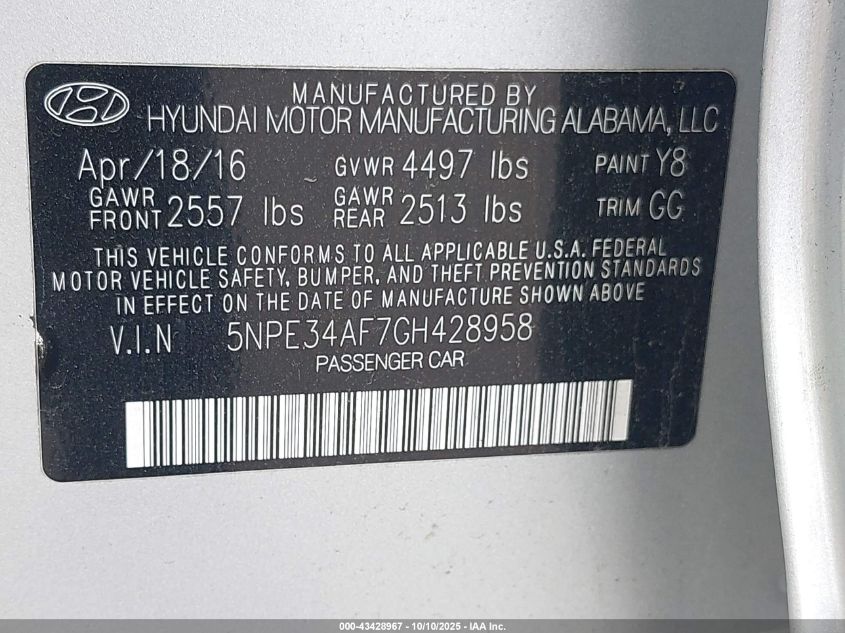 MANUFACTURED BY
HYUNDAI MOTOR MANUFACTURING ALABAMA, LLC
Apr/18/16 GVWR 4497 lbs PAINT Y8
GAWR FRONT 2557 lbs GAWR REAR 2513 lbs TRIM GG
THIS VEHICLE CONFORMS TO ALL APPLICABLE U.S.A. FEDERAL
MOTOR VEHICLE SAFETY, BUMPER, AND THEFT PREVENTION STANDARDS
IN EFFECT ON THE DATE OF MANUFACTURE SHOWN ABOVE
V.I.N 5NPE34AF7GH428958
PASSENGER CAR
000-43428967 - 10/10/2025 - IAA Inc.